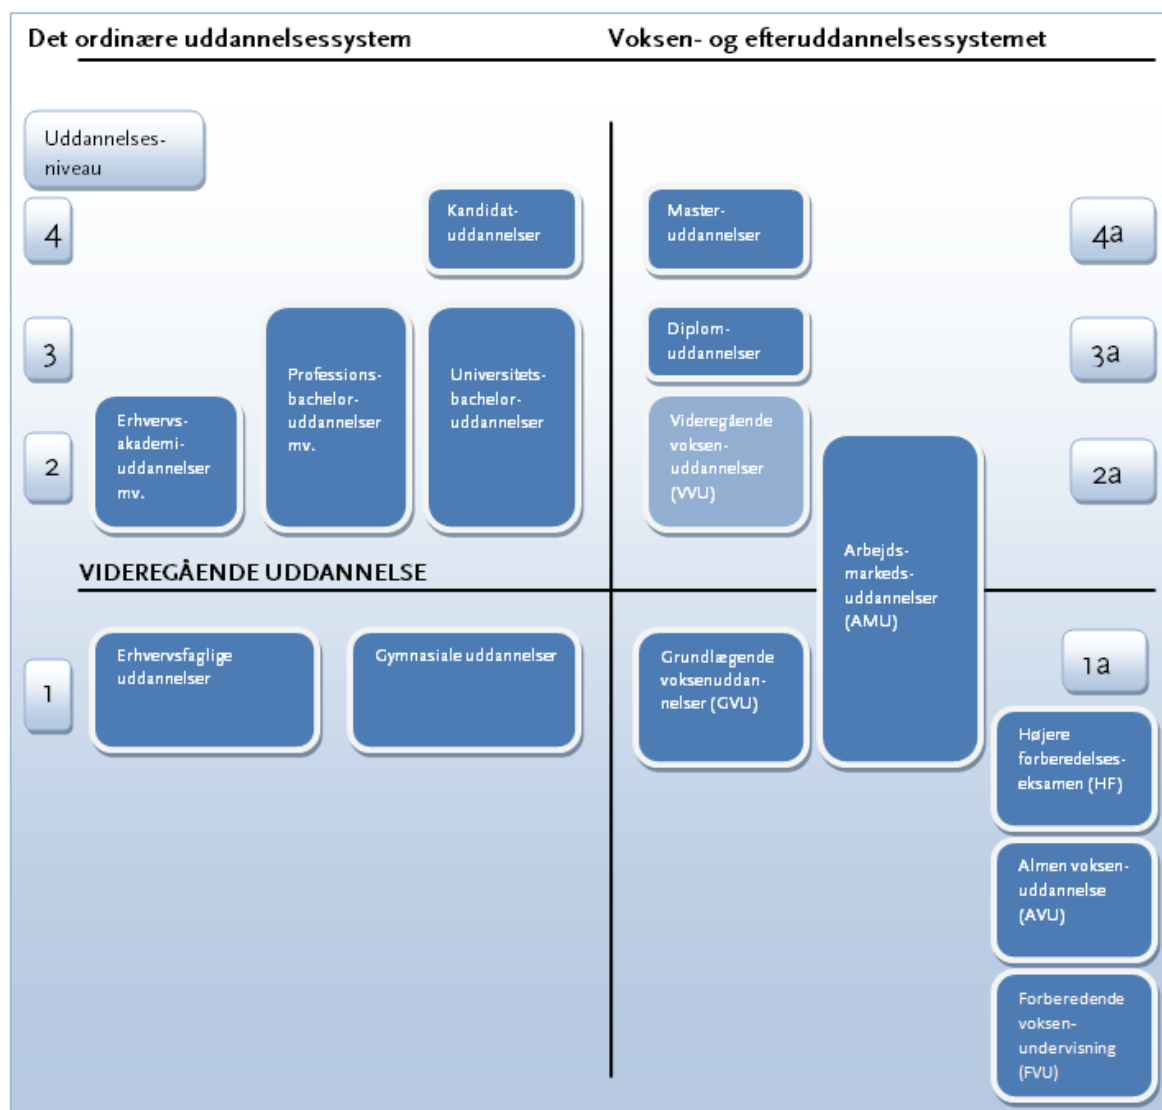 Det ordinære uddannelsessystem
Voksen- og efteruddannelsessystemet
Uddannelses-
niveau
4
Kandidat-
uddannelser
Master-
uddannelser
4a
3
Professions-
bachelor-
uddannelser
mv.
Universitets-
bachelor-
uddannelser
Diplom-
uddannelser
3a
2
Erhvervs-
akademi-
uddannelser
mv.
Videregående
voksen-
uddannelser
(VVU)
2a
Arbejds-
markeds-
uddannelser
(AMU)
VIDEREGÅENDE UDDANNELSE
1
Erhvervsfaglige
uddannelser
Gymnasiale uddannelser
Grundlægende
voksenuddan-
nelser (GVU)
1a
Højere
forberedelses-
eksamen (HF)
Almen voksen-
uddannelse
(AVU)
Forberedende
voksen-
undervisning
(FVU)